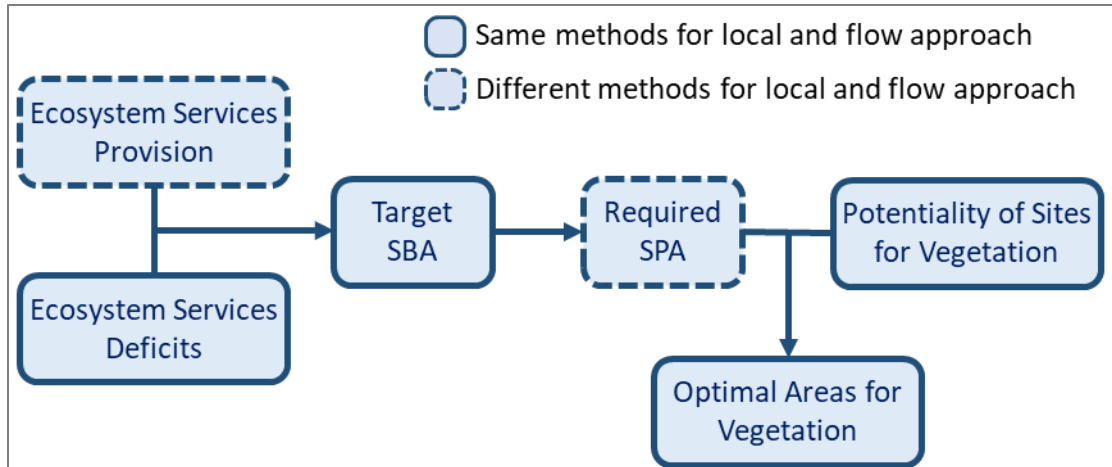 Same methods for local and flow approach
Different methods for local and flow approach
Ecosystem Services
Provision
Target
SBA
Required
SPA
Potentiality of Sites
for Vegetation
Ecosystem Services
Deficits
Optimal Areas for
Vegetation